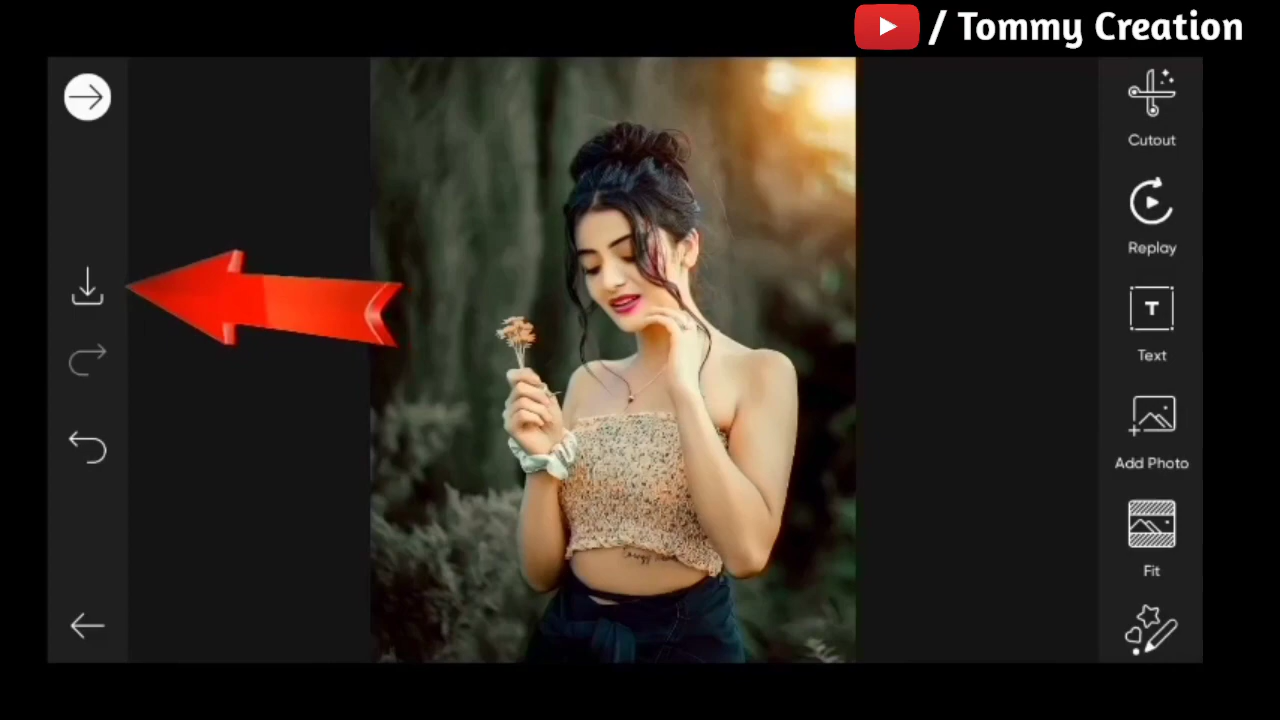 / Tommy Creation
Cutout
Replay
T
Text
Add Photo
Fit